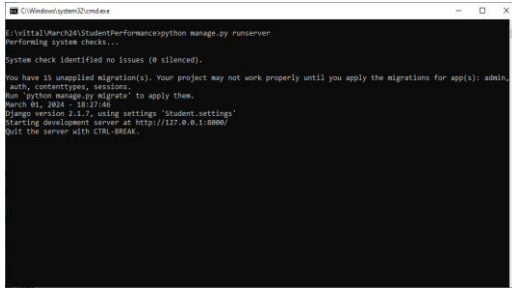 C:\Windows\system32\cmd.exe
E:\vittal\March24\StudentPerformance>python manage.py runserver
Performing system checks...
System check identified no issues (0 silenced).
You have 15 unapplied migration(s). Your project may not work properly until you apply the migrations for app(s): admin,
auth, contenttypes, sessions.
Run 'python manage.py migrate' to apply them.
March 01, 2024 - 18:27:46
Django version 2.1.7, using settings 'Student.settings'
Starting development server at http://127.0.0.1:8000/
Quit the server with CTRL-BREAK.